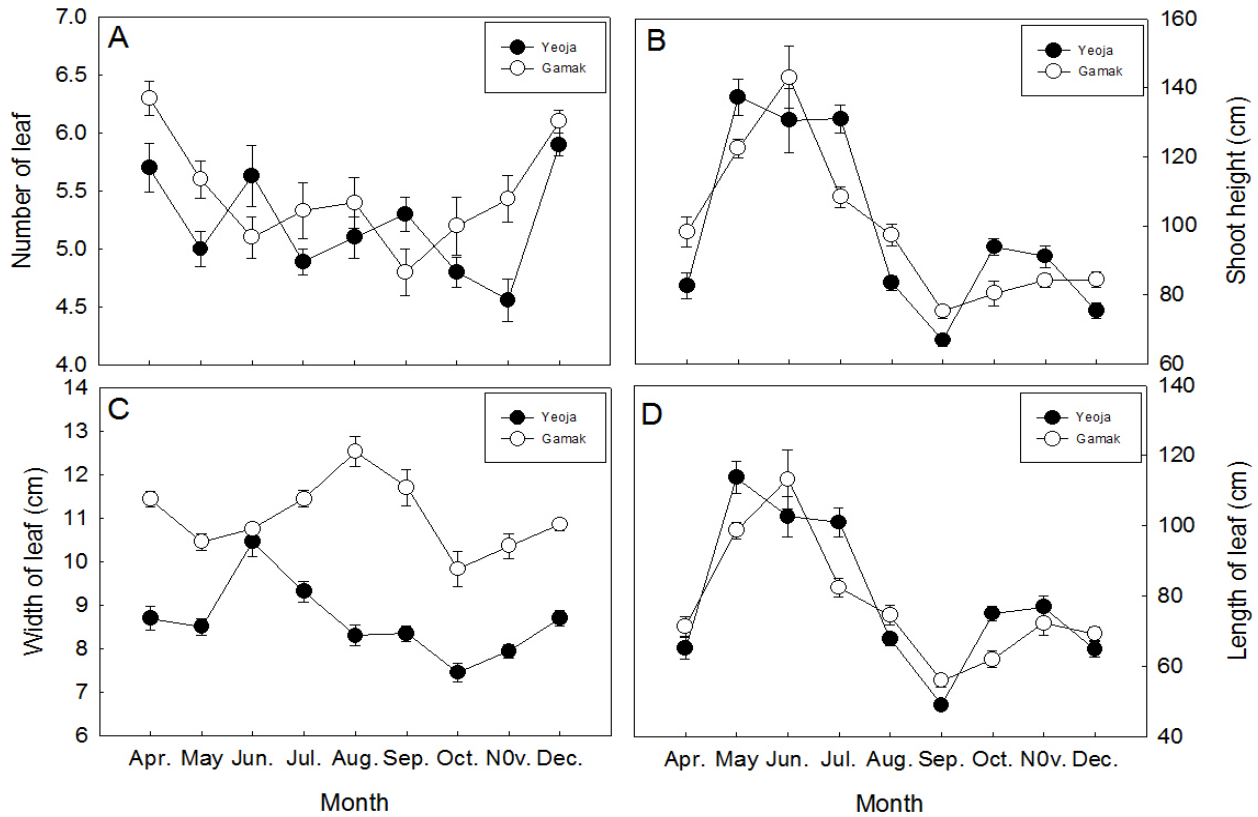 A
Number of leaf
7.0
6.5
6.0
5.5
5.0
4.5
4.0
Yeoja
Gamak
B
Shoot height (cm)
160
140
120
100
80
60
Yeoja
Gamak
C
Width of leaf (cm)
14
13
12
11
10
9
8
7
6
Yeoja
Gamak
Apr. May Jun. Jul. Aug. Sep. Oct. N0v. Dec.
Month
D
Length of leaf (cm)
140
120
100
80
60
40
Yeoja
Gamak
Apr. May Jun. Jul. Aug. Sep. Oct. N0v. Dec.
Month